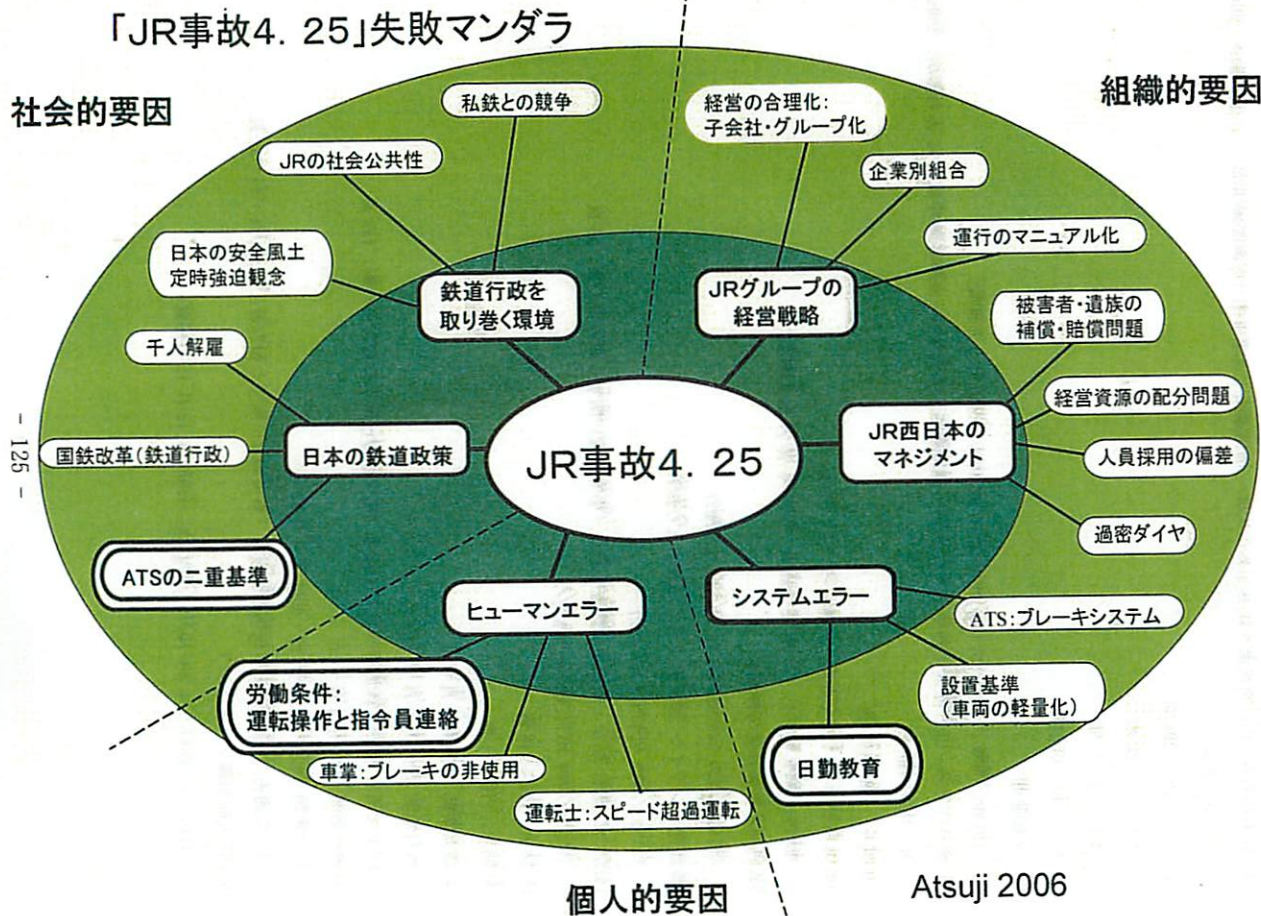 「JR事故4. 25」失敗マンダラ
社会的要因
組織的要因
私鉄との競争
経営の合理化:
子会社・グループ化
JRの社会公共性
企業別組合
日本の安全風土
定時強迫観念
運行のマニュアル化
鉄道行政を
取り巻く環境
JRグループの
経営戦略
被害者・遺族の
補償・賠償問題
千人解雇
経営資源の配分問題
国鉄改革(鉄道行政)
日本の鉄道政策
JR事故4. 25
JR西日本の
マネジメント
人員採用の偏差
過密ダイヤ
ATSの二重基準
ヒューマンエラー
システムエラー
ATS:ブレーキシステム
労働条件:
運転操作と指令員連絡
設置基準
(車両の軽量化)
車掌:ブレーキの非使用
日勤教育
運転士:スピード超過運転
個人的要因
Atsuji 2006
- 125 -